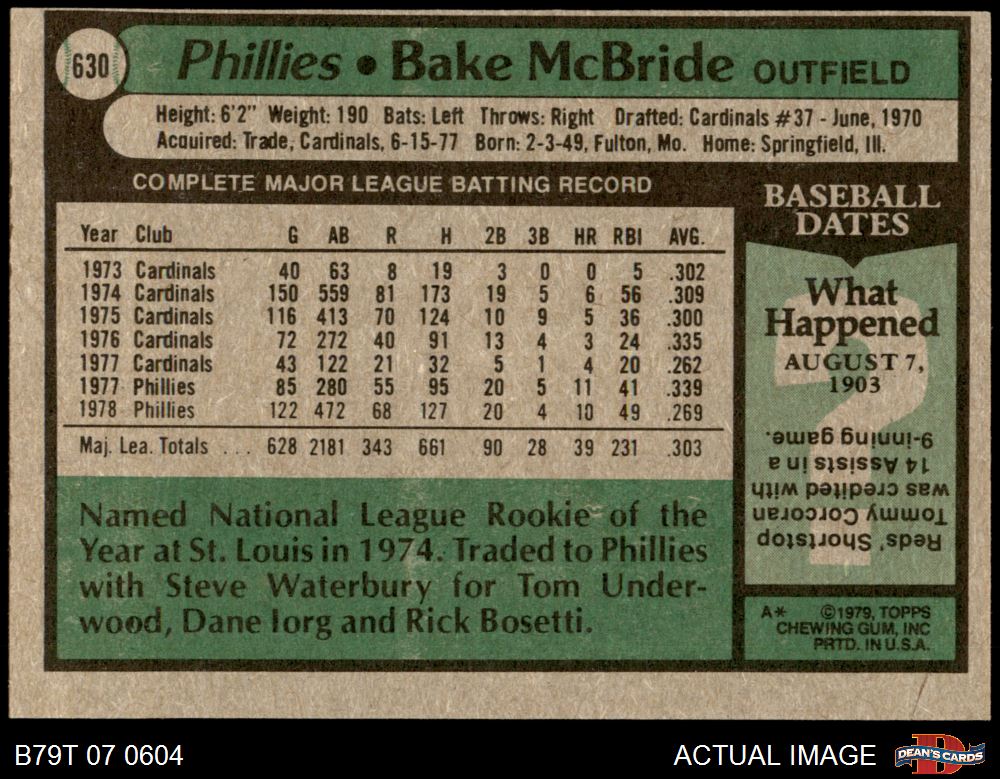 630 Phillies • Bake McBride OUTFIELD
Height: 6'2" Weight: 190 Bats: Left Throws: Right Drafted: Cardinals #37 - June, 1970
Acquired: Trade, Cardinals, 6-15-77 Born: 2-3-49, Fulton, Mo. Home: Springfield, Ill.
COMPLETE MAJOR LEAGUE BATTING RECORD
Year Club G AB R H 2B 3B HR RBI AVG.
1973 Cardinals 40 63 8 19 3 0 0 5 .302
1974 Cardinals 150 559 81 173 19 5 6 56 .309
1975 Cardinals 116 413 70 124 10 9 5 36 .300
1976 Cardinals 72 272 40 91 13 4 3 24 .335
1977 Cardinals 43 122 21 32 5 1 4 20 .262
1977 Phillies 85 280 55 95 20 5 11 41 .339
1978 Phillies 122 472 68 127 20 4 10 49 .269
Maj. Lea. Totals . . . 628 2181 343 661 90 28 39 231 .303
Named National League Rookie of the
Year at St. Louis in 1974. Traded to Phillies
with Steve Waterbury for Tom Under-
wood, Dane Iorg and Rick Bosetti.
BASEBALL
DATES
What
Happened
AUGUST 7,
1903
Reds' Shortstop
Tommy Corcoran
was credited with
14 Assists in a
9-inning game.
A* ©1979, TOPPS
CHEWING GUM, INC
PRTD. IN U.S.A.
B79T 07 0604
ACTUAL IMAGE
DEAN'S CARDS